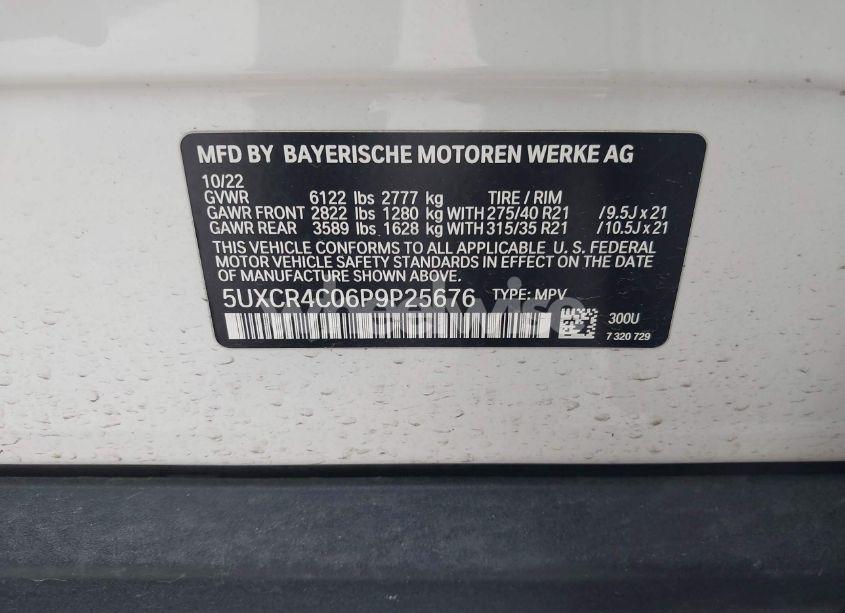 MFD BY BAYERISCHE MOTOREN WERKE AG
10/22
GVWR 6122 lbs 2777 kg TIRE / RIM
GAWR FRONT 2822 lbs 1280 kg WITH 275/40 R21 / 9.5J x 21
GAWR REAR 3589 lbs 1628 kg WITH 315/35 R21 / 10.5J x 21
THIS VEHICLE CONFORMS TO ALL APPLICABLE U. S. FEDERAL
MOTOR VEHICLE SAFETY STANDARDS IN EFFECT ON THE DATE
OF MANUFACTURE SHOWN ABOVE.
5UXCR4C06P9P25676 TYPE: MPV
300U
7 320 729